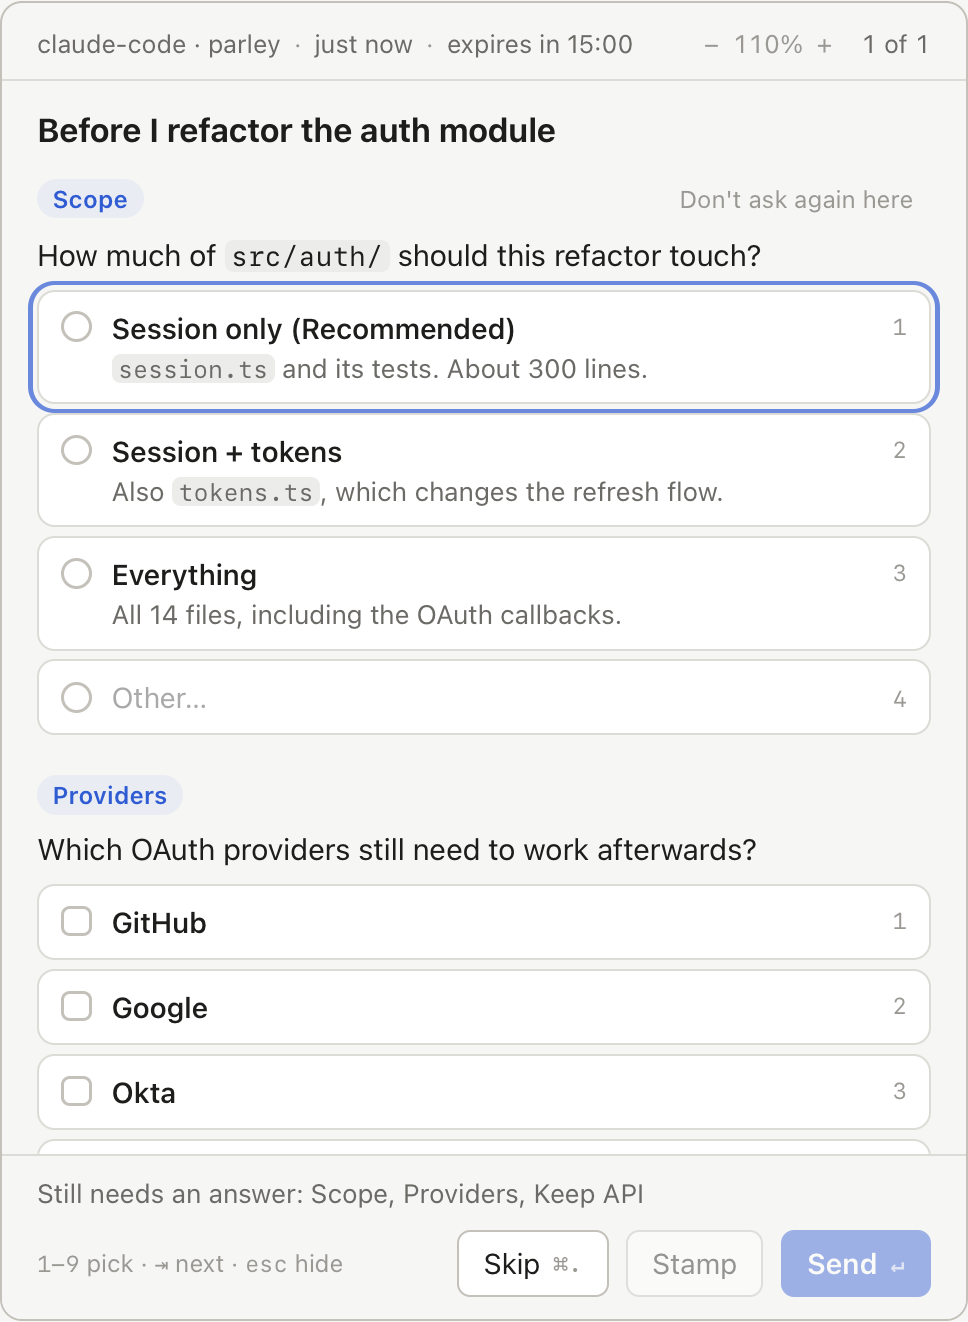 claude-code · parley · just now · expires in 15:00 − 110% + 1 of 1
Before I refactor the auth module
Scope Don't ask again here
How much of src/auth/ should this refactor touch?
Session only (Recommended) 1
session.ts and its tests. About 300 lines.
Session + tokens 2
Also tokens.ts, which changes the refresh flow.
Everything 3
All 14 files, including the OAuth callbacks.
Other... 4
Providers
Which OAuth providers still need to work afterwards?
GitHub 1
Google 2
Okta 3
Still needs an answer: Scope, Providers, Keep API
1–9 pick · ⇥ next · esc hide Skip ⌘. Stamp Send ↵